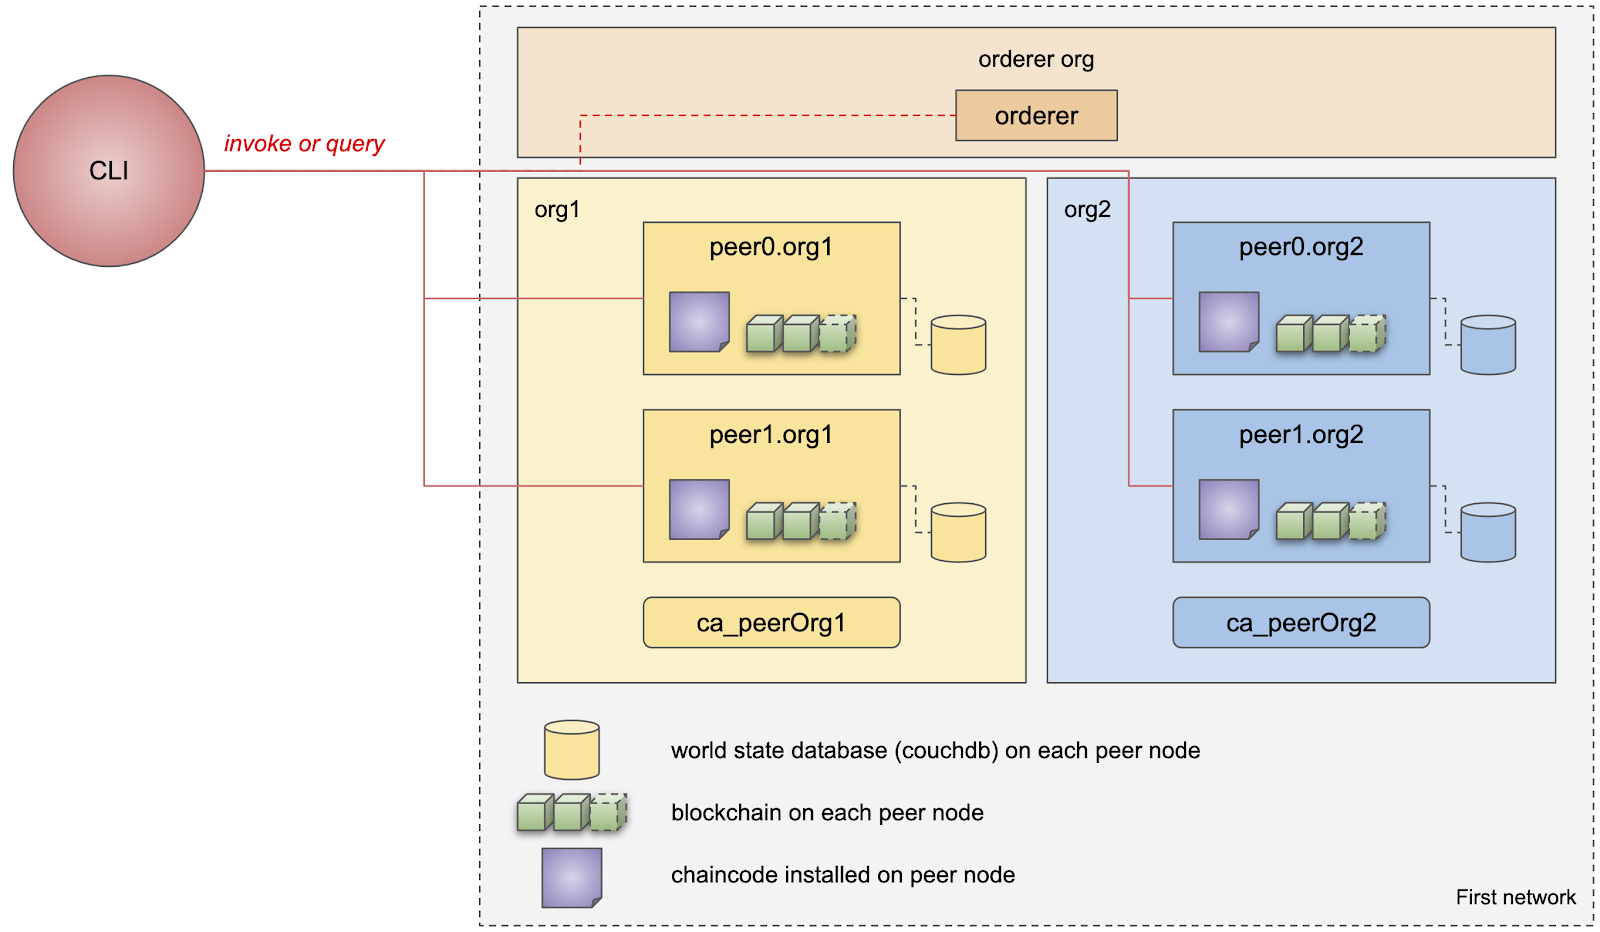 orderer org
orderer
invoke or query
CLI
org1
peer0.org1
peer1.org1
ca_peerOrg1
org2
peer0.org2
peer1.org2
ca_peerOrg2
world state database (couchdb) on each peer node
blockchain on each peer node
chaincode installed on peer node
First network